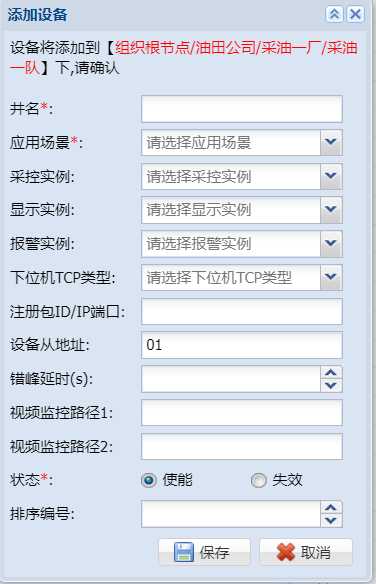 添加设备
设备将添加到【组织根节点/油田公司/采油一厂/采油
一队】下,请确认
井名*:
应用场景*: 请选择应用场景
采控实例: 请选择采控实例
显示实例: 请选择显示实例
报警实例: 请选择报警实例
下位机TCP类型: 请选择下位机TCP类型
注册包ID/IP端口:
设备从地址: 01
错峰延时(s):
视频监控路径1:
视频监控路径2:
状态*: 使能 失效
排序编号:
保存 取消